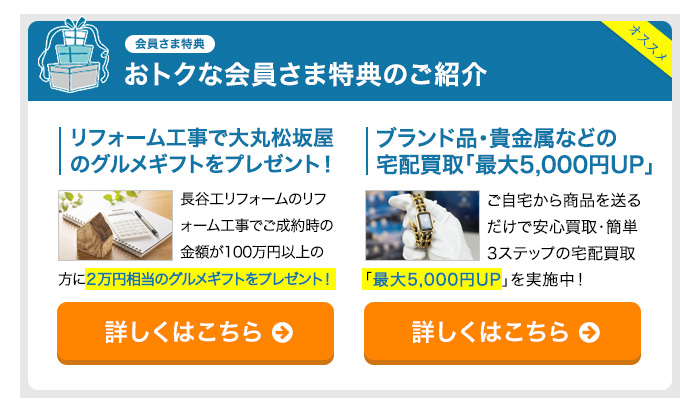 会員さま特典
おトクな会員さま特典のご紹介
オススメ
リフォーム工事で大丸松坂屋
のグルメギフトをプレゼント！
長谷工リフォームのリフ
ォーム工事でご成約時の
金額が100万円以上の
方に2万円相当のグルメギフトをプレゼント！
詳しくはこちら
ブランド品・貴金属などの
宅配買取「最大5,000円UP」
ご自宅から商品を送る
だけで安心買取・簡単
3ステップの宅配買取
「最大5,000円UP」を実施中！
詳しくはこちら